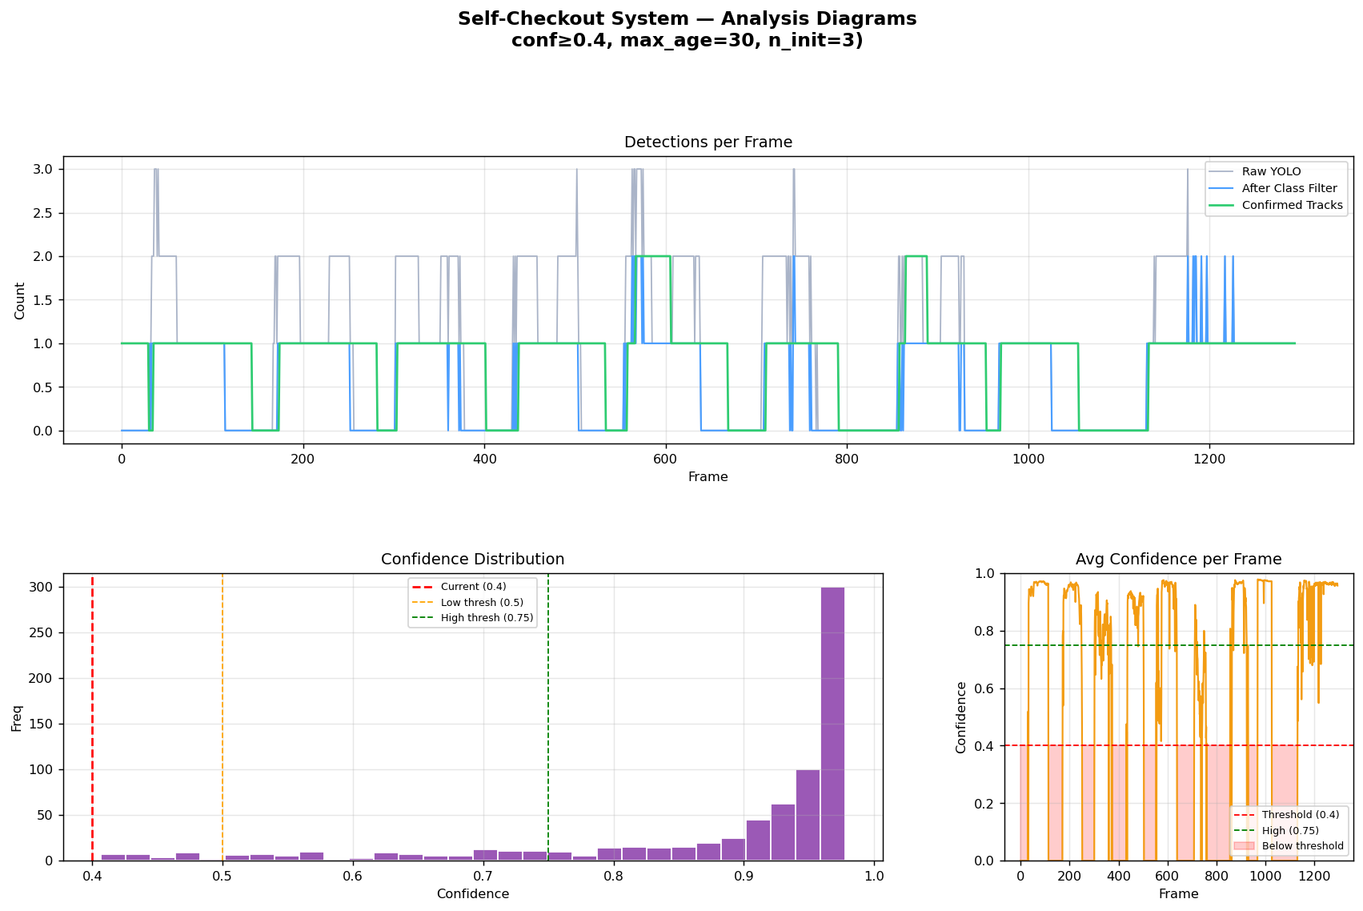 Self-Checkout System — Analysis Diagrams
conf≥0.4, max_age=30, n_init=3)
Detections per Frame
3.0
2.5
2.0
1.5
1.0
0.5
0.0
Count
Raw YOLO
After Class Filter
Confirmed Tracks
0 200 400 600 800 1000 1200
Frame
Confidence Distribution
300
250
200
150
100
50
0
Freq
Current (0.4)
Low thresh (0.5)
High thresh (0.75)
0.4 0.5 0.6 0.7 0.8 0.9 1.0
Confidence
Avg Confidence per Frame
1.0
0.8
0.6
0.4
0.2
0.0
Confidence
Threshold (0.4)
High (0.75)
Below threshold
0 200 400 600 800 1000 1200
Frame